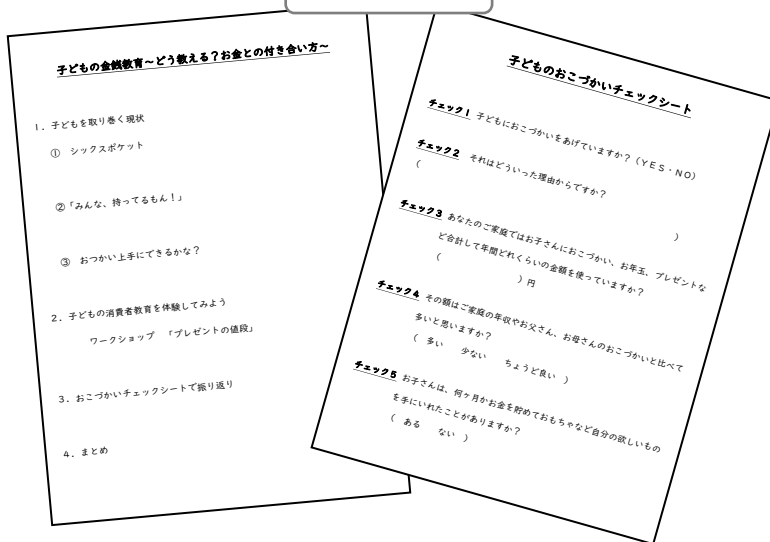 子どもの金銭教育～どう教える？お金との付き合い方～
１．子どもを取り巻く現状
① シックスポケット
②「みんな、持ってるもん！」
③ おつかい上手にできるかな？
２．子どもの消費者教育を体験してみよう
ワークショップ 「プレゼントの値段」
３．おこづかいチェックシートで振り返り
４．まとめ
子どものおこづかいチェックシート
チェック１ 子どもにおこづかいをあげていますか？（ＹＥＳ・ＮＯ）
チェック２ それはどういった理由からですか？
（ ）
チェック３ あなたのご家庭ではお子さんにおこづかい、お年玉、プレゼントな
ど合計して年間どれくらいの金額を使っていますか？
（ ）円
チェック４ その額はご家庭の年収やお父さん、お母さんのおこづかいと比べて
多いと思いますか？
（ 多い 少ない ちょうど良い ）
チェック５ お子さんは、何ヶ月かお金を貯めておもちゃなど自分の欲しいもの
を手にいれたことがありますか？
（ ある ない ）